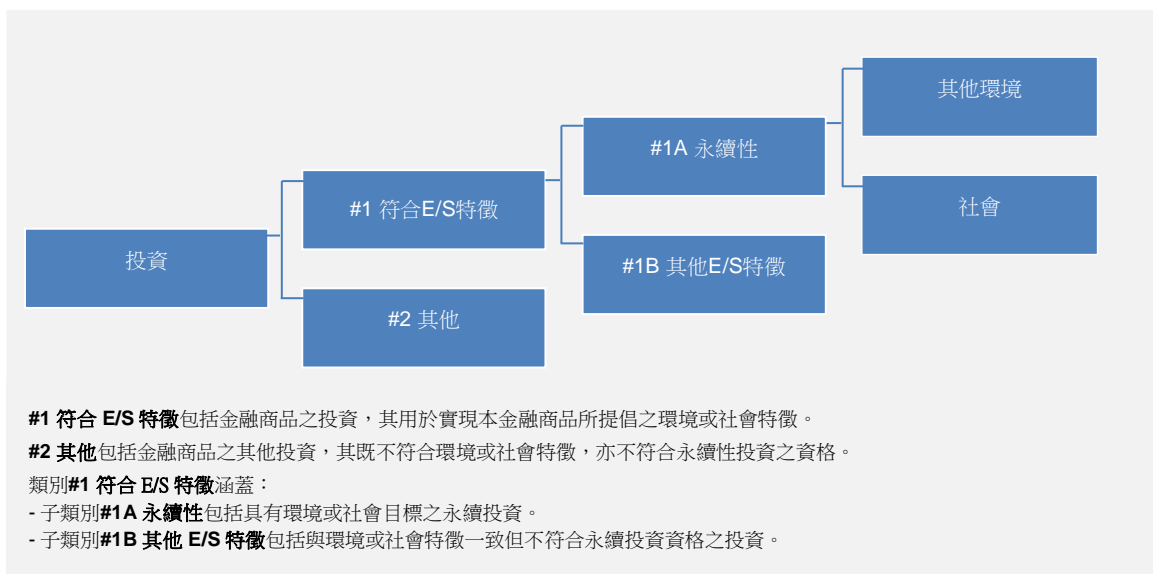 其他環境
#1A 永續性
#1 符合E/S特徵
社會
投資
#1B 其他E/S特徵
#2 其他
#1 符合 E/S 特徵包括金融商品之投資，其用於實現本金融商品所提倡之環境或社會特徵。
#2 其他包括金融商品之其他投資，其既不符合環境或社會特徵，亦不符合永續性投資之資格。
類別#1 符合 E/S 特徵涵蓋：
- 子類別#1A 永續性包括具有環境或社會目標之永續投資。
- 子類別#1B 其他 E/S 特徵包括與環境或社會特徵一致但不符合永續投資資格之投資。